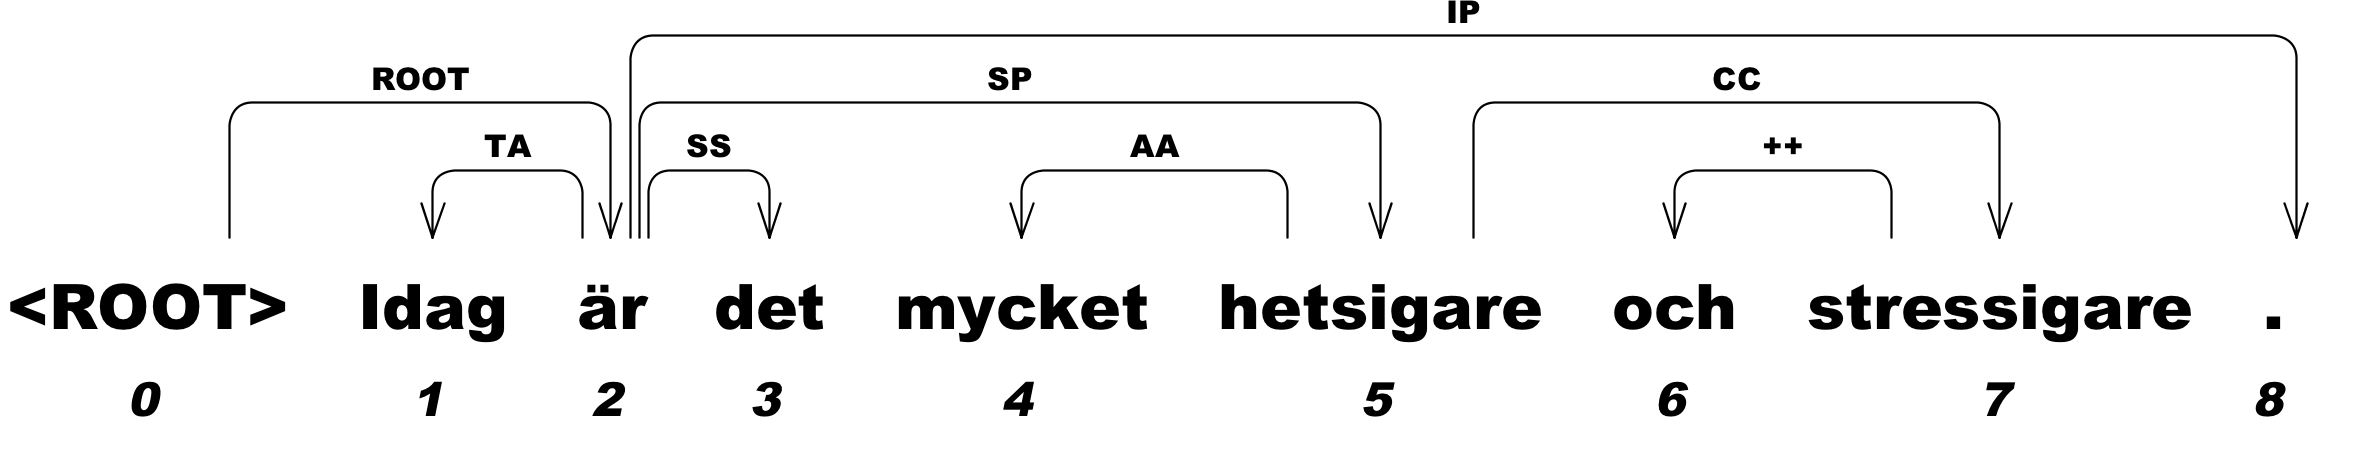 IP
ROOT SP CC
TA SS AA ++
<ROOT> Idag är det mycket hetsigare och stressigare .
0 1 2 3 4 5 6 7 8